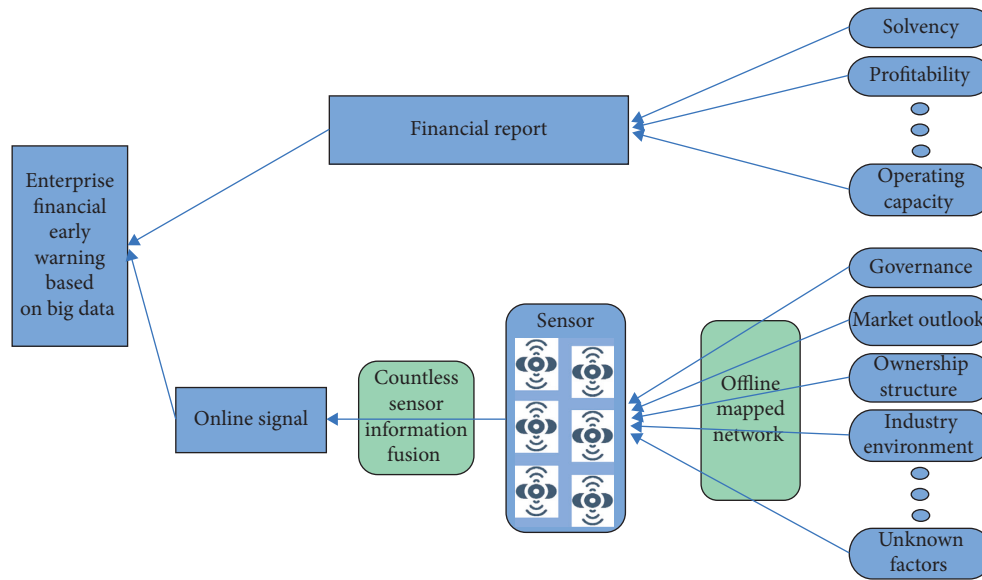 Solvency
Profitability
Financial report
Operating
capacity
Enterprise
financial
early
warning
based
on big data
Governance
Sensor
Market outlook
Countless
sensor
information
fusion
Offline
mapped
network
Ownership
structure
Online signal
Industry
environment
Unknown
factors